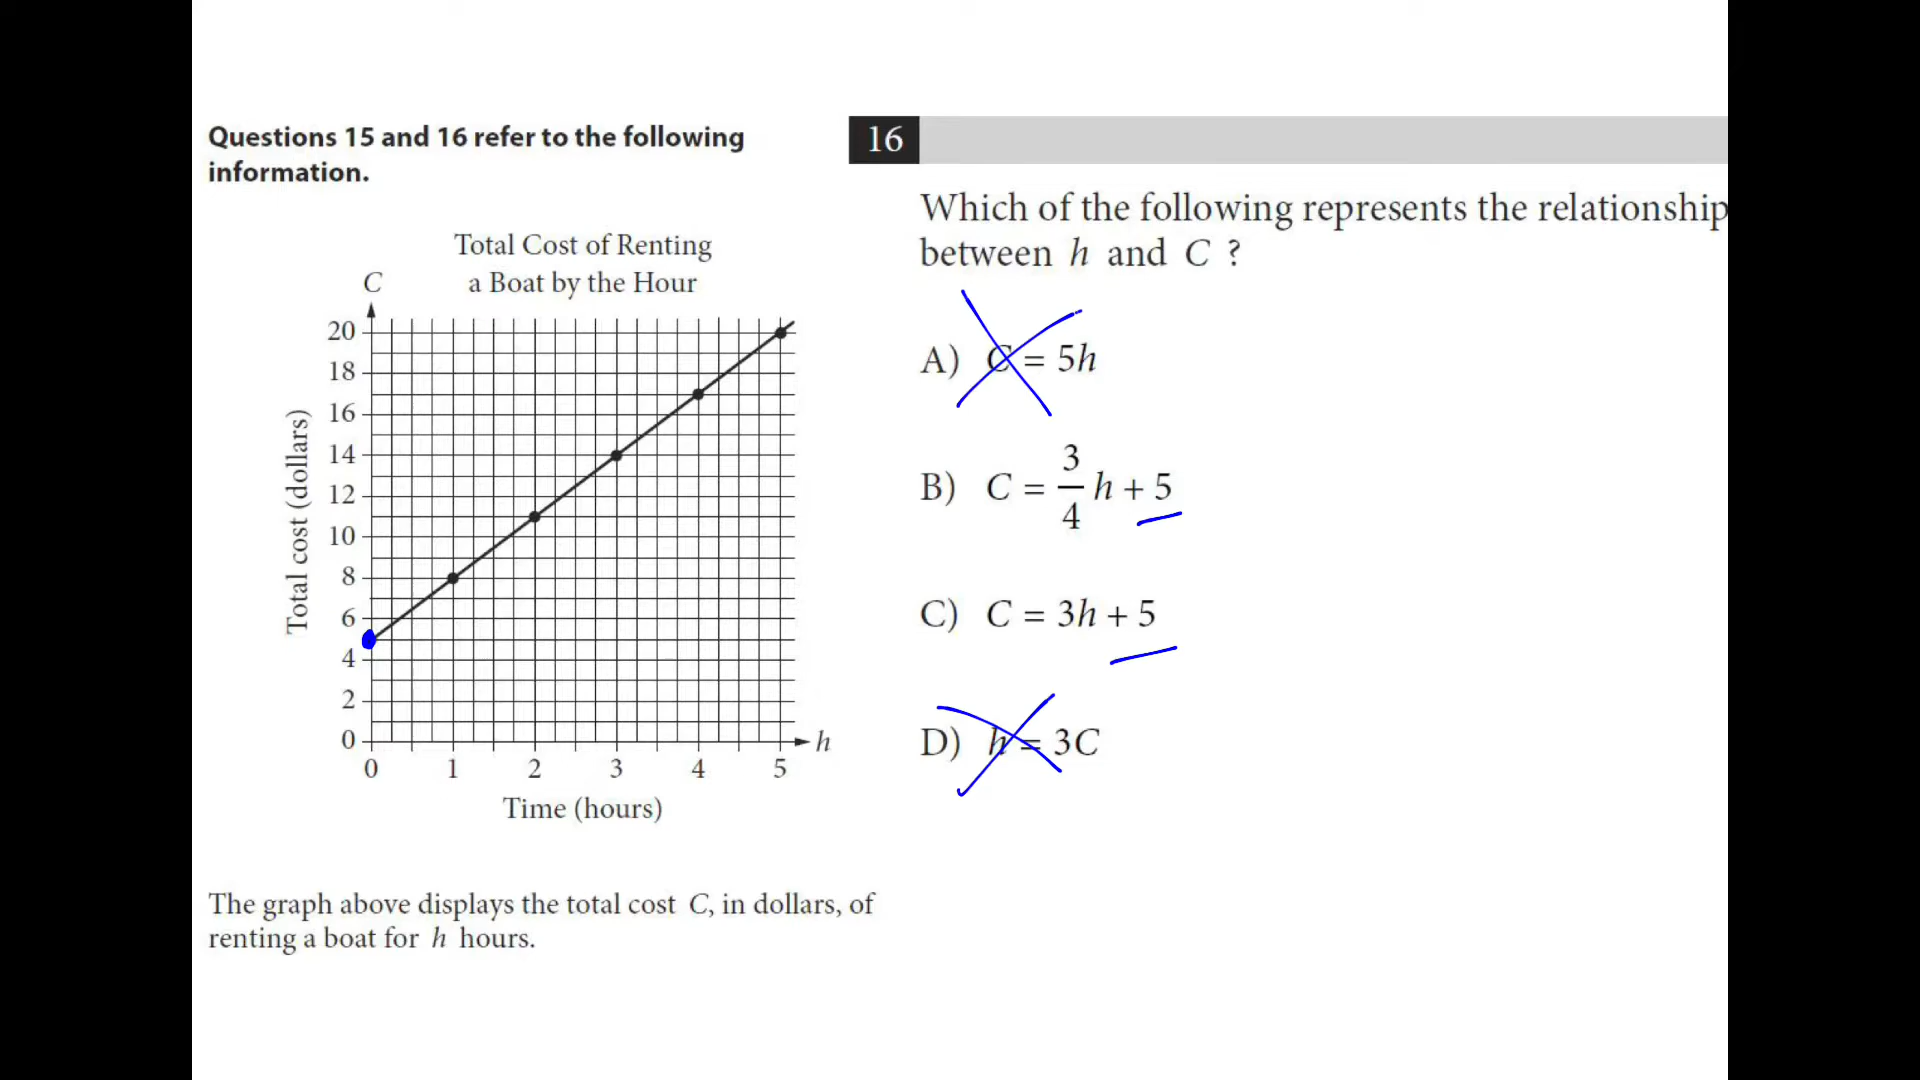 Questions 15 and 16 refer to the following
information.
Total Cost of Renting
a Boat by the Hour
C
20
18
16
14
12
10
8
6
4
2
0
Total cost (dollars)
h
0 1 2 3 4 5
Time (hours)
The graph above displays the total cost C, in dollars, of
renting a boat for h hours.
16
Which of the following represents the relationship
between h and C ?
A) C = 5h
B) C = 3/4 h + 5
C) C = 3h + 5
D) h = 3C